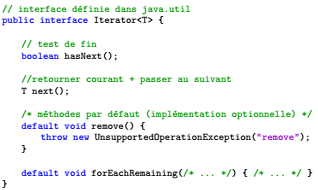 // interface définie dans java.util
public interface Iterator<T> {
// test de fin
boolean hasNext();
//retourner courant + passer au suivant
T next();
/* méthodes par défaut (implémentation optionnelle) */
default void remove() {
throw new UnsupportedOperationException("remove");
}
default void forEachRemaining(/* ... */) { /* ... */ }
}